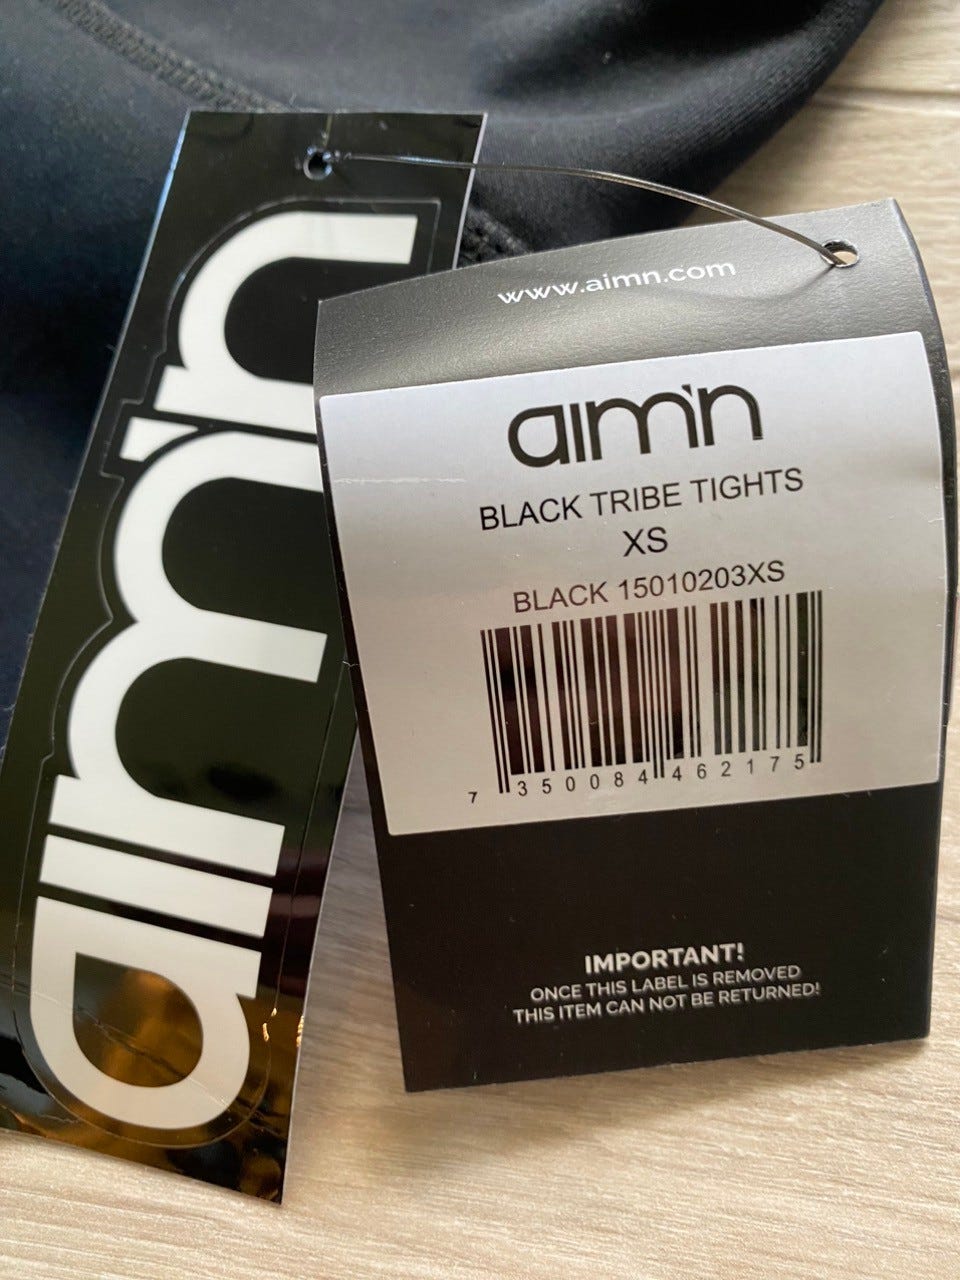 aim'n
www.aimn.com
aim'n
BLACK TRIBE TIGHTS
XS
BLACK 15010203XS
7 350084 462175
IMPORTANT!
ONCE THIS LABEL IS REMOVED
THIS ITEM CAN NOT BE RETURNED!